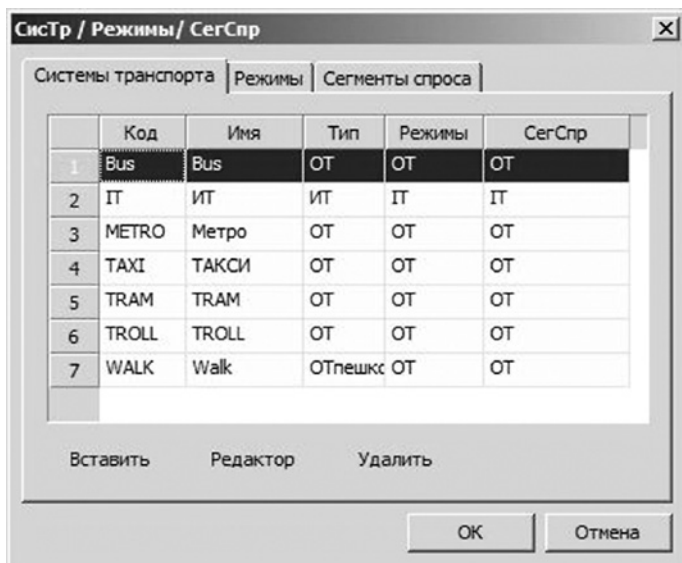 СисТр / Режимы/ СегСпр
Системы транспорта Режимы Сегменты спроса
Код Имя Тип Режимы СегСпр
1 Bus Bus ОТ ОТ ОТ
2 IT ИТ ИТ IT IT
3 METRO Метро ОТ ОТ ОТ
4 TAXI ТАКСИ ОТ ОТ ОТ
5 TRAM TRAM ОТ ОТ ОТ
6 TROLL TROLL ОТ ОТ ОТ
7 WALK Walk ОТпешко ОТ ОТ
Вставить Редактор Удалить
ОК Отмена